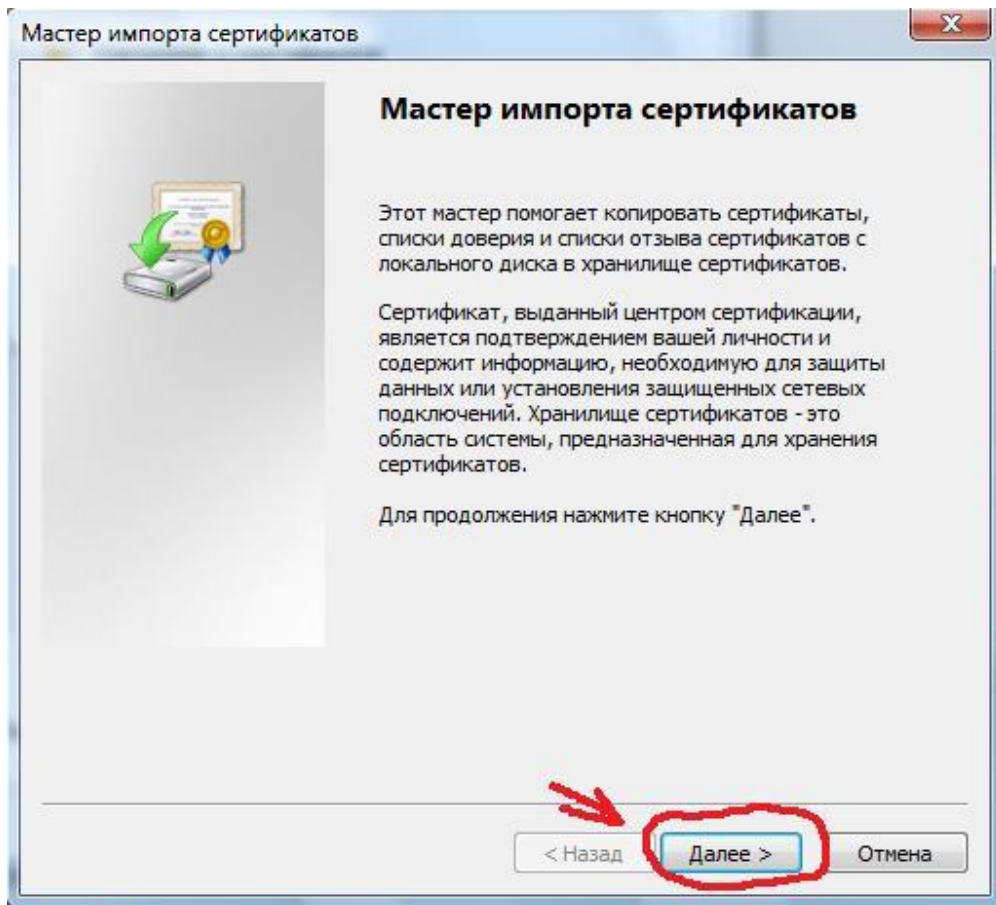 Мастер импорта сертификатов
Мастер импорта сертификатов
Этот мастер помогает копировать сертификаты,
списки доверия и списки отзыва сертификатов с
локального диска в хранилище сертификатов.
Сертификат, выданный центром сертификации,
является подтверждением вашей личности и
содержит информацию, необходимую для защиты
данных или установления защищенных сетевых
подключений. Хранилище сертификатов - это
область системы, предназначенная для хранения
сертификатов.
Для продолжения нажмите кнопку "Далее".
< Назад Далее > Отмена